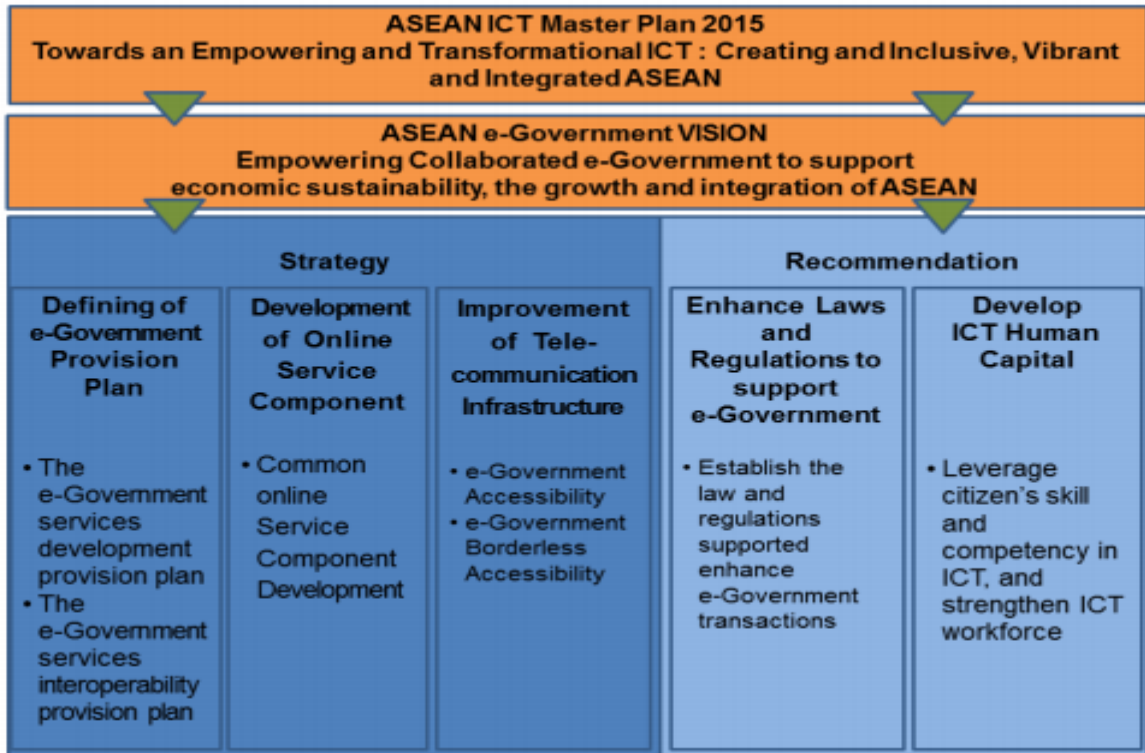 ASEAN ICT Master Plan 2015
Towards an Empowering and Transformational ICT : Creating and Inclusive, Vibrant
and Integrated ASEAN
ASEAN e-Government VISION
Empowering Collaborated e-Government to support
economic sustainability, the growth and integration of ASEAN
Strategy
Defining of
e-Government
Provision
Plan
• The
e-Government
services
development
provision plan
• The
e-Government
services
interoperability
provision plan
Development
of Online
Service
Component
• Common
online
Service
Component
Development
Improvement
of Tele-
communication
Infrastructure
• e-Government
Accessibility
• e-Government
Borderless
Accessibility
Recommendation
Enhance Laws
and
Regulations to
support
e-Government
• Establish the
law and
regulations
supported
enhance
e-Government
transactions
Develop
ICT Human
Capital
• Leverage
citizen's skill
and
competency in
ICT, and
strengthen ICT
workforce